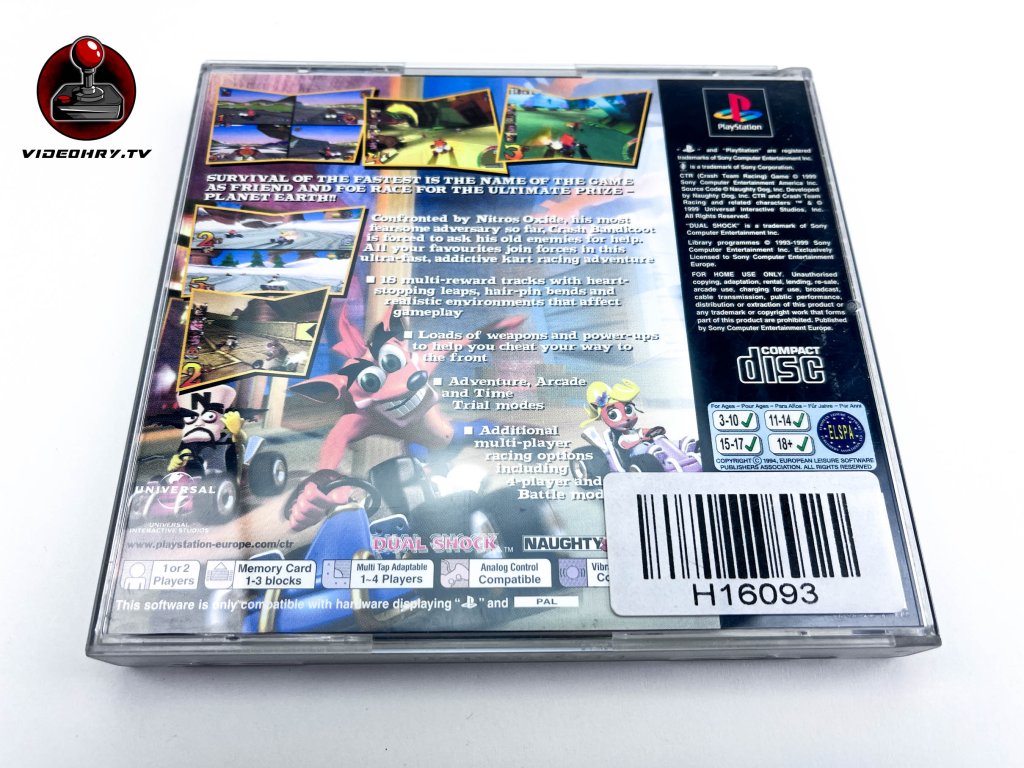 VIDEOHRY.TV
PlayStation
SURVIVAL OF THE FASTEST IS THE NAME OF THE GAME
AS FRIEND AND FOE RACE FOR THE ULTIMATE PRIZE –
PLANET EARTH!!
Confronted by Nitros Oxide, his most
fearsome adversary so far, Crash Bandicoot
is forced to ask his old enemies for help.
All your favourites join forces in this
ultra-fast, addictive kart racing adventure
■ 18 multi-reward tracks with heart-
stopping leaps, hair-pin bends and
realistic environments that affect
gameplay
■ Loads of weapons and power-ups
to help you cheat your way to
the front
■ Adventure, Arcade
and Time
Trial modes
■ Additional
multi-player
racing options
including
4-player and
Battle mod
2
5
2
N
UNIVERSAL
UNIVERSAL
INTERACTIVE STUDIOS
www.playstation-europe.com/ctr
DUAL SHOCK™
NAUGHTY
1 or 2
Players
Memory Card
1-3 blocks
Multi Tap Adaptable
1~4 Players
Analog Control
Compatible
This software is only compatible with hardware displaying " " and
PAL
" " and "PlayStation" are registered
trademarks of Sony Computer Entertainment Inc.
is a trademark of Sony Corporation.
CTR (Crash Team Racing) Game © 1999
Sony Computer Entertainment America Inc.
Source Code © Naughty Dog, Inc. Developed
by Naughty Dog, Inc. CTR and Crash Team
Racing and related characters ™ & ©
1999 Universal Interactive Studios, Inc.
All Rights Reserved.
"DUAL SHOCK" is a trademark of Sony
Computer Entertainment Inc.
Library programmes © 1993-1999 Sony
Computer Entertainment Inc. Exclusively
Licensed to Sony Computer Entertainment
Europe.
FOR HOME USE ONLY. Unauthorised
copying, adaptation, rental, lending, re-sale,
arcade use, charging for use, broadcast,
cable transmission, public performance,
distribution or extraction of this product or
any trademark or copyright work that forms
part of this product are prohibited. Published
by Sony Computer Entertainment Europe.
COMPACT
disc
For Ages – Pour Ages – Para Años – Für Jahre – Per Anni
3-10 ✓ 11-14 ✓
15-17 ✓ 18+ ✓
ELSPA
COPYRIGHT © 1994, EUROPEAN LEISURE SOFTWARE
PUBLISHERS ASSOCIATION. ALL RIGHTS RESERVED
H16093